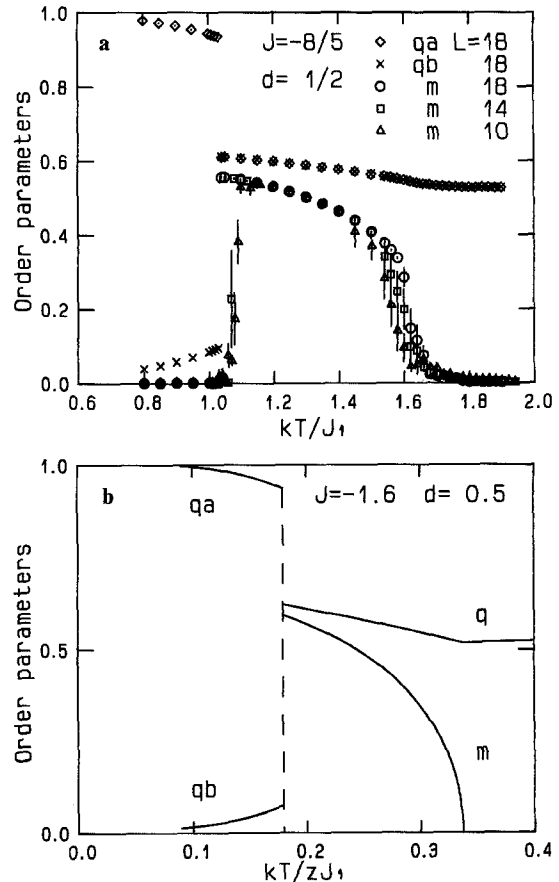 a
J=-8/5
d= 1/2
qa L=18
qb 18
m 18
m 14
m 10
Order parameters
1.0
0.8
0.6
0.4
0.2
0.0
0.6 0.8 1.0 1.2 1.4 1.6 1.8 2.0
kT/J₁
b
J=-1.6 d= 0.5
qa
qb
q
m
Order parameters
1.0
0.5
0.0
0.0 0.1 0.2 0.3 0.4
kT/zJ₁